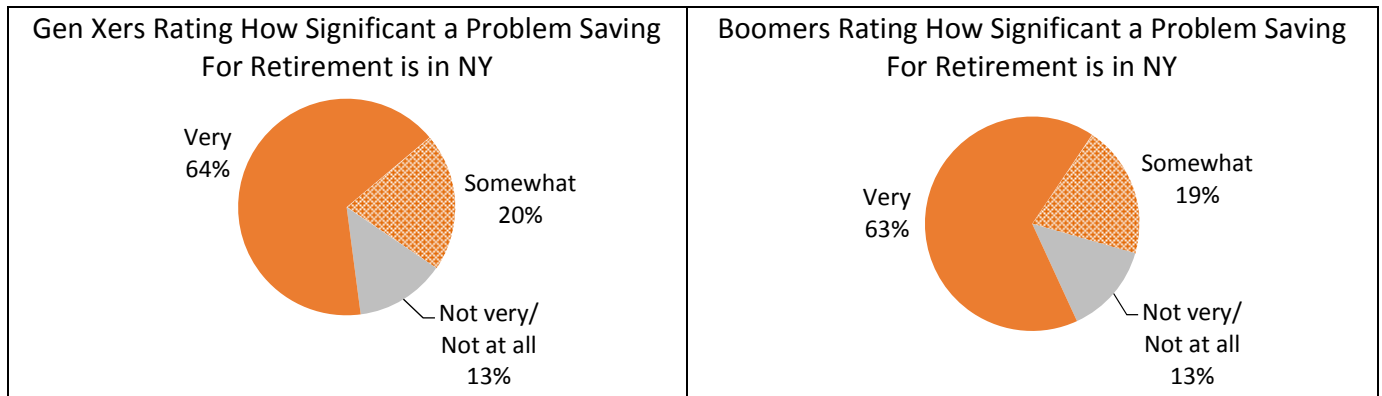 Gen Xers Rating How Significant a Problem Saving
For Retirement is in NY
Very
64%
Somewhat
20%
Not very/
Not at all
13%
Boomers Rating How Significant a Problem Saving
For Retirement is in NY
Very
63%
Somewhat
19%
Not very/
Not at all
13%